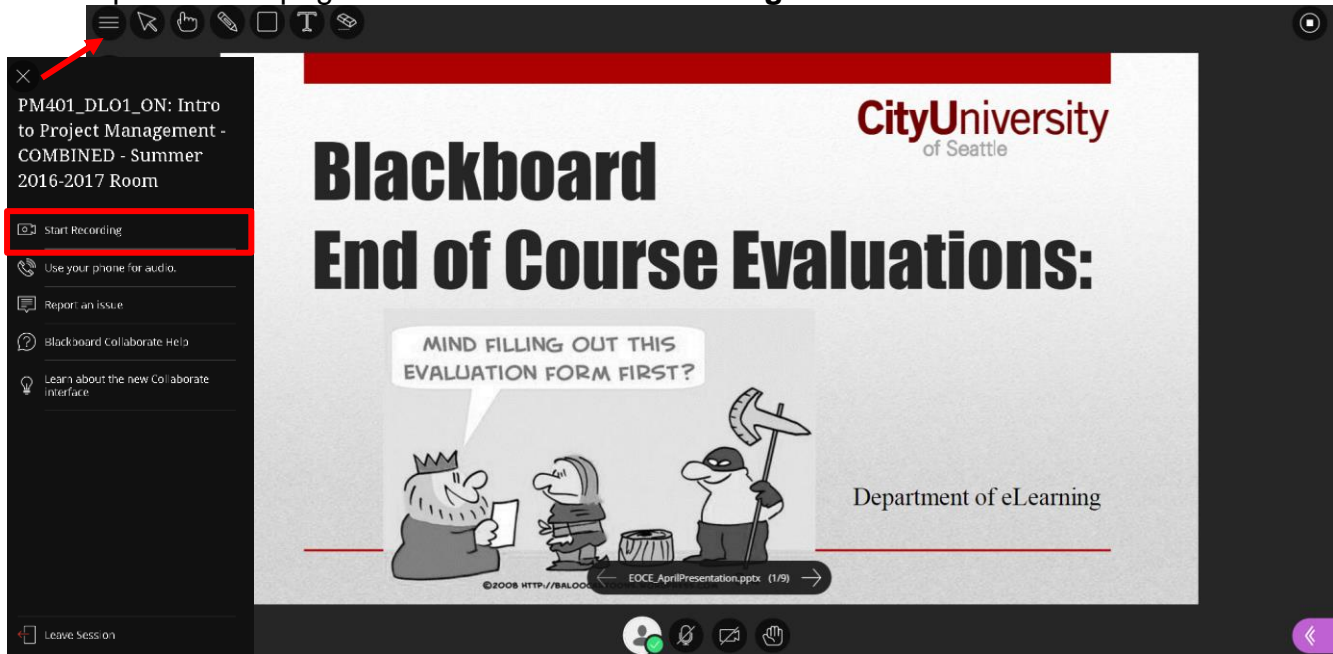 PM401_DLO1_ON: Intro
to Project Management -
COMBINED - Summer
2016-2017 Room
Start Recording
Use your phone for audio.
Report an issue
Blackboard Collaborate Help
Learn about the new Collaborate
interface
Leave Session
CityUniversity
of Seattle
Blackboard
End of Course Evaluations:
MIND FILLING OUT THIS
EVALUATION FORM FIRST?
Department of eLearning
EOCE_AprilPresentation.pptx (1/9)
©2008